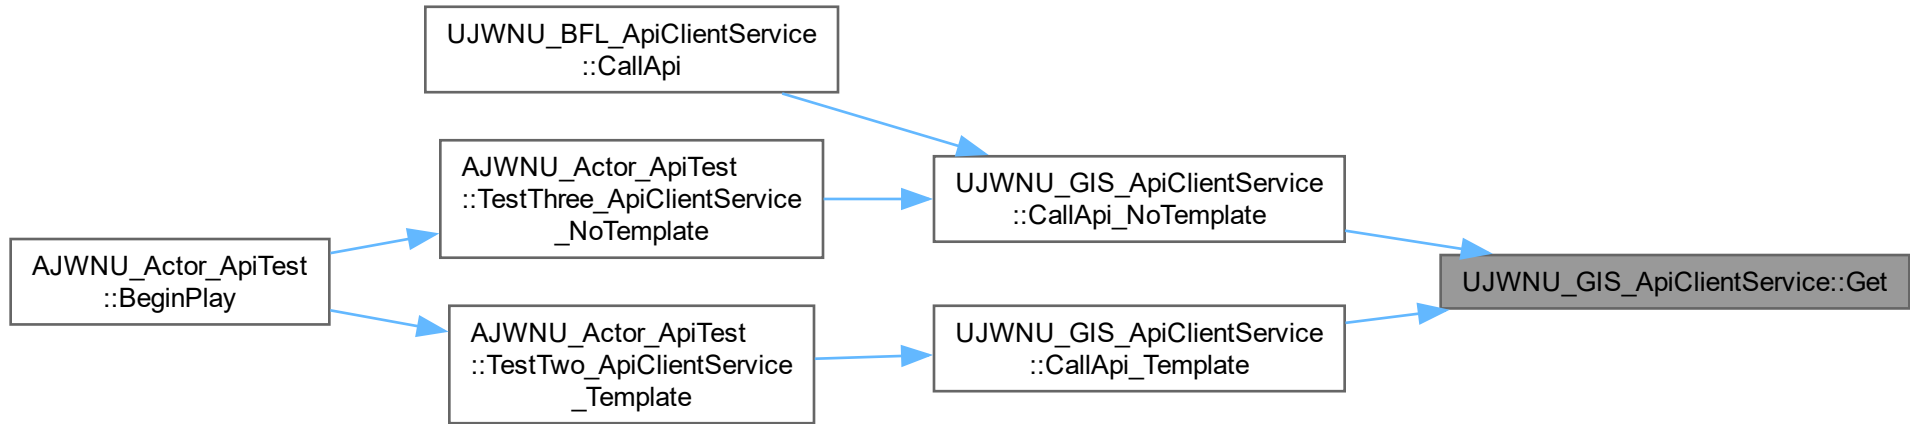 UJWNU_BFL_ApiClientService
::CallApi
AJWNU_Actor_ApiTest
::TestThree_ApiClientService
_NoTemplate
UJWNU_GIS_ApiClientService
::CallApi_NoTemplate
AJWNU_Actor_ApiTest
::BeginPlay
UJWNU_GIS_ApiClientService::Get
AJWNU_Actor_ApiTest
::TestTwo_ApiClientService
_Template
UJWNU_GIS_ApiClientService
::CallApi_Template